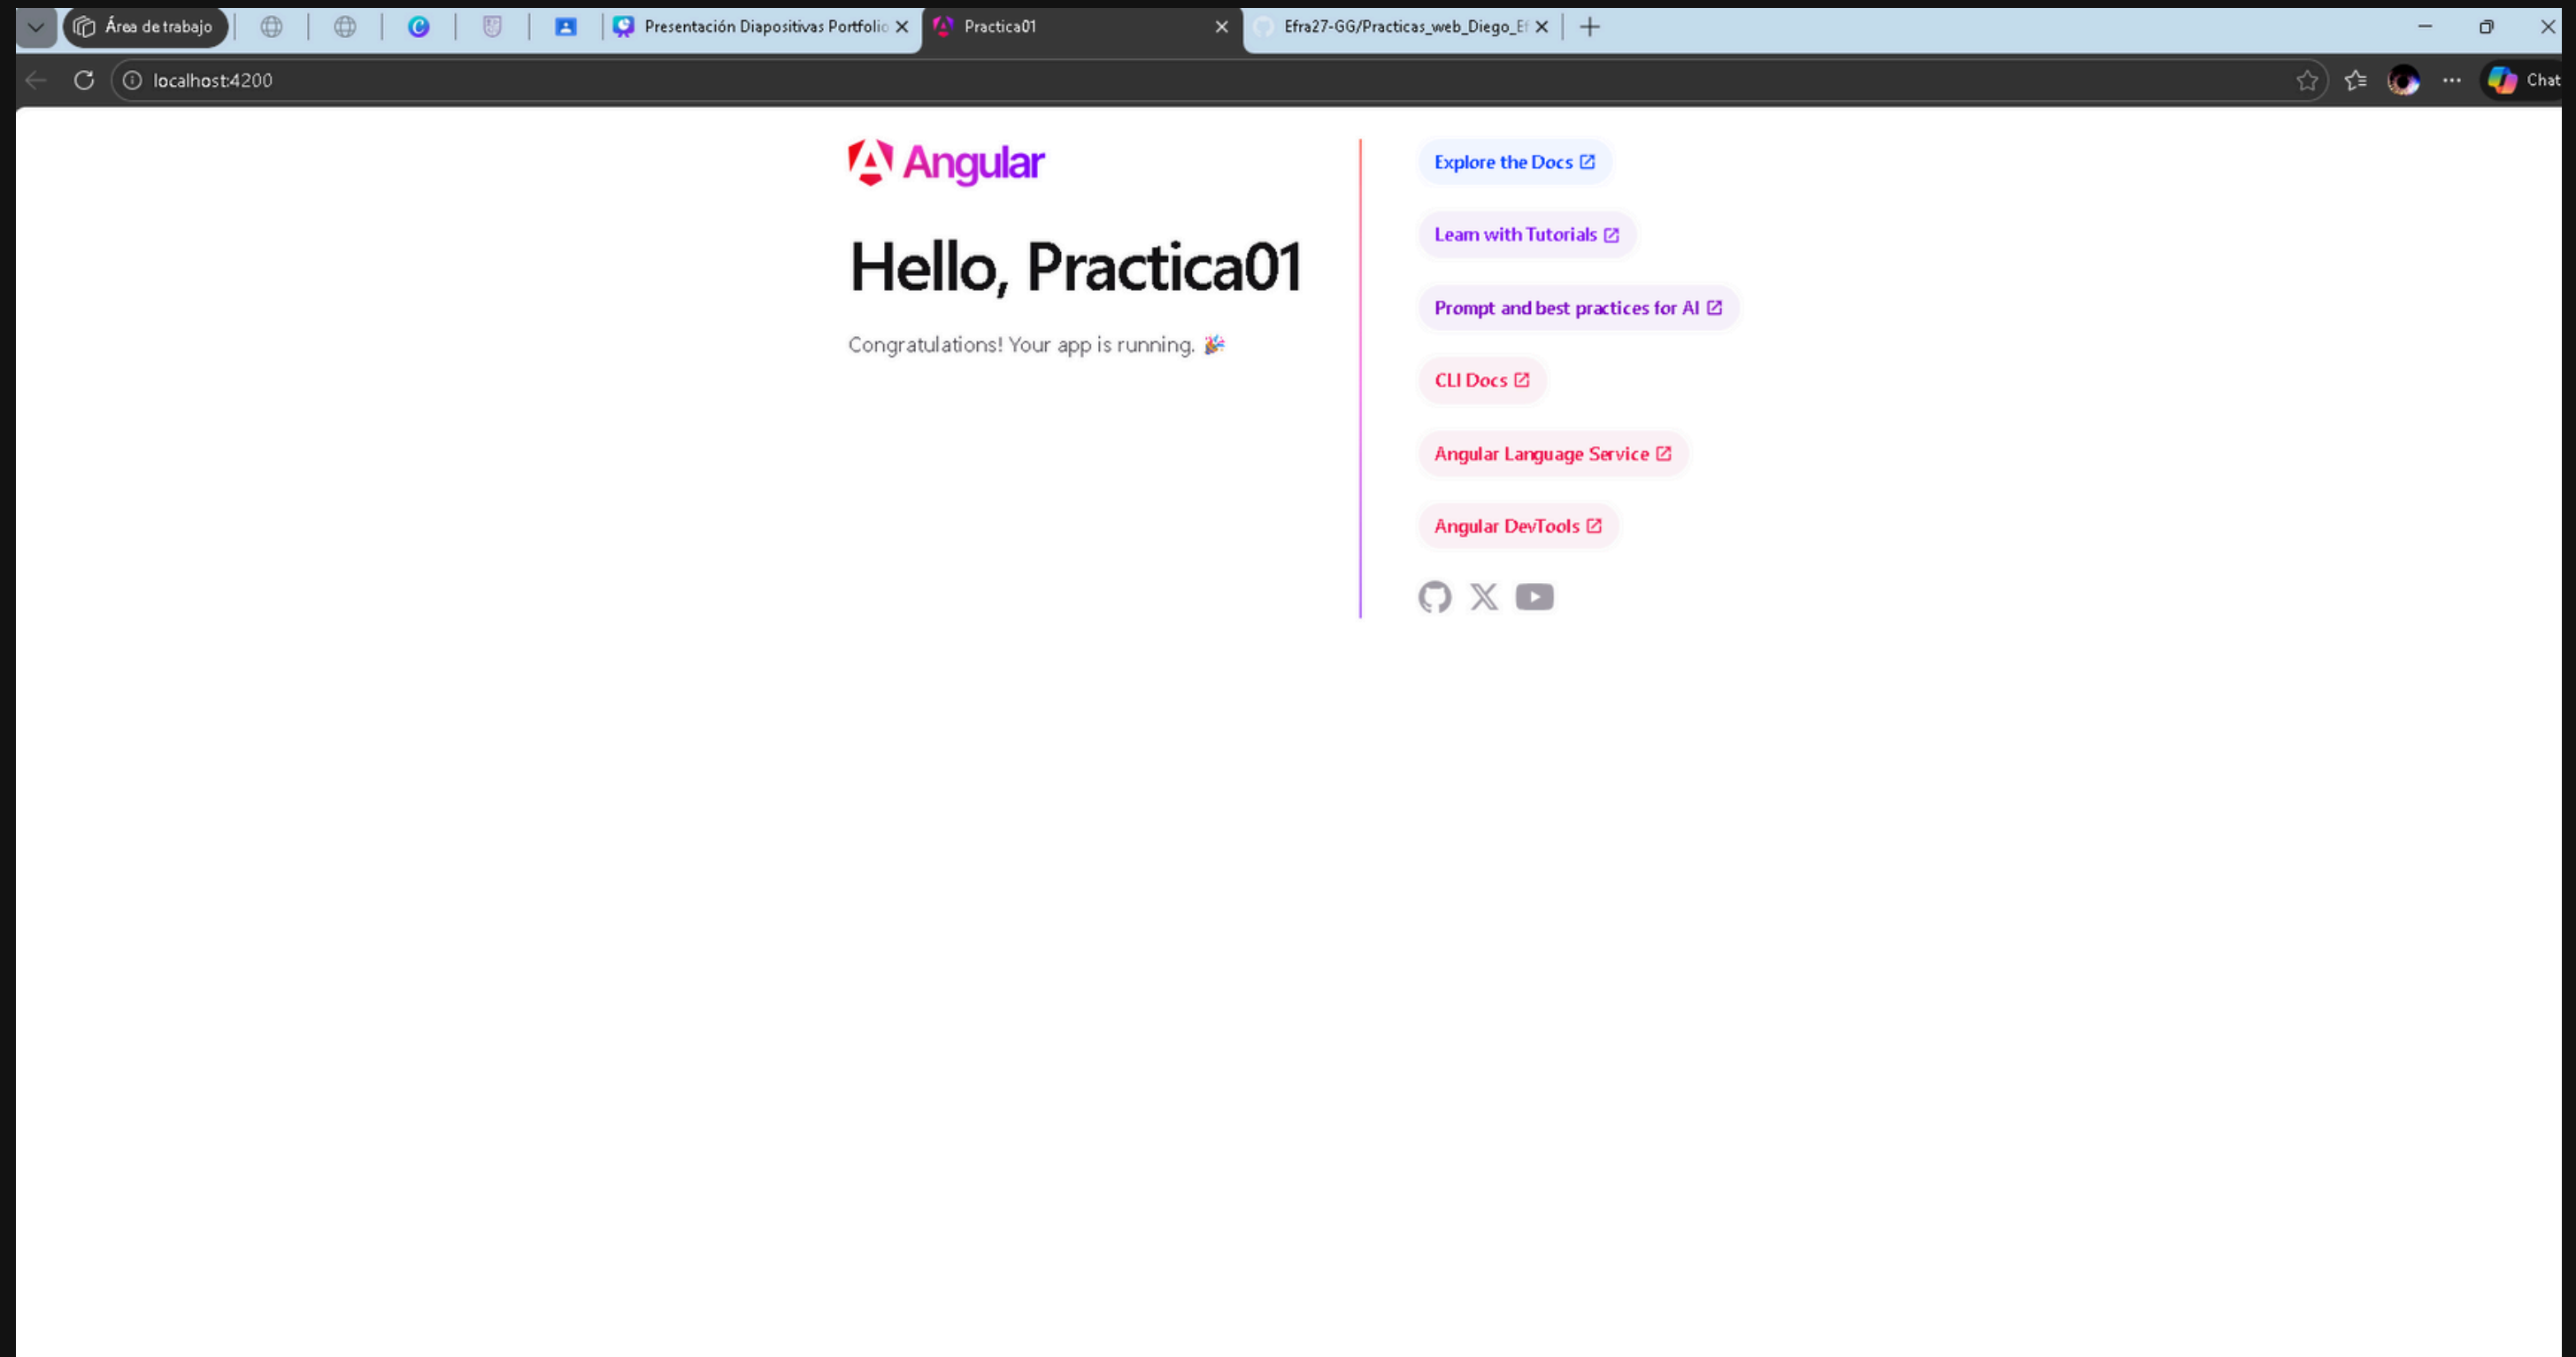 Área de trabajo
Presentación Diapositivas Portfolio
Practica01
Efra27-GG/Practicas_web_Diego_Ef
localhost:4200
Chat
Angular
Hello, Practica01
Congratulations! Your app is running. 🎉
Explore the Docs
Learn with Tutorials
Prompt and best practices for AI
CLI Docs
Angular Language Service
Angular DevTools